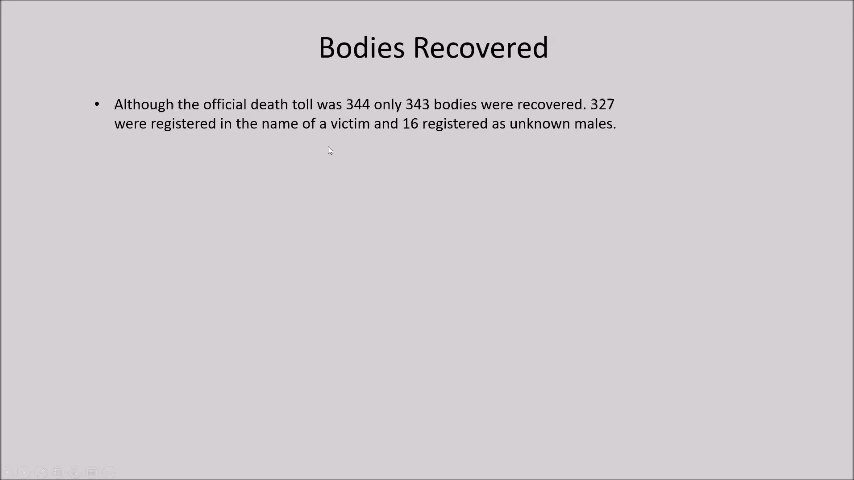 Bodies Recovered
• Although the official death toll was 344 only 343 bodies were recovered. 327
were registered in the name of a victim and 16 registered as unknown males.